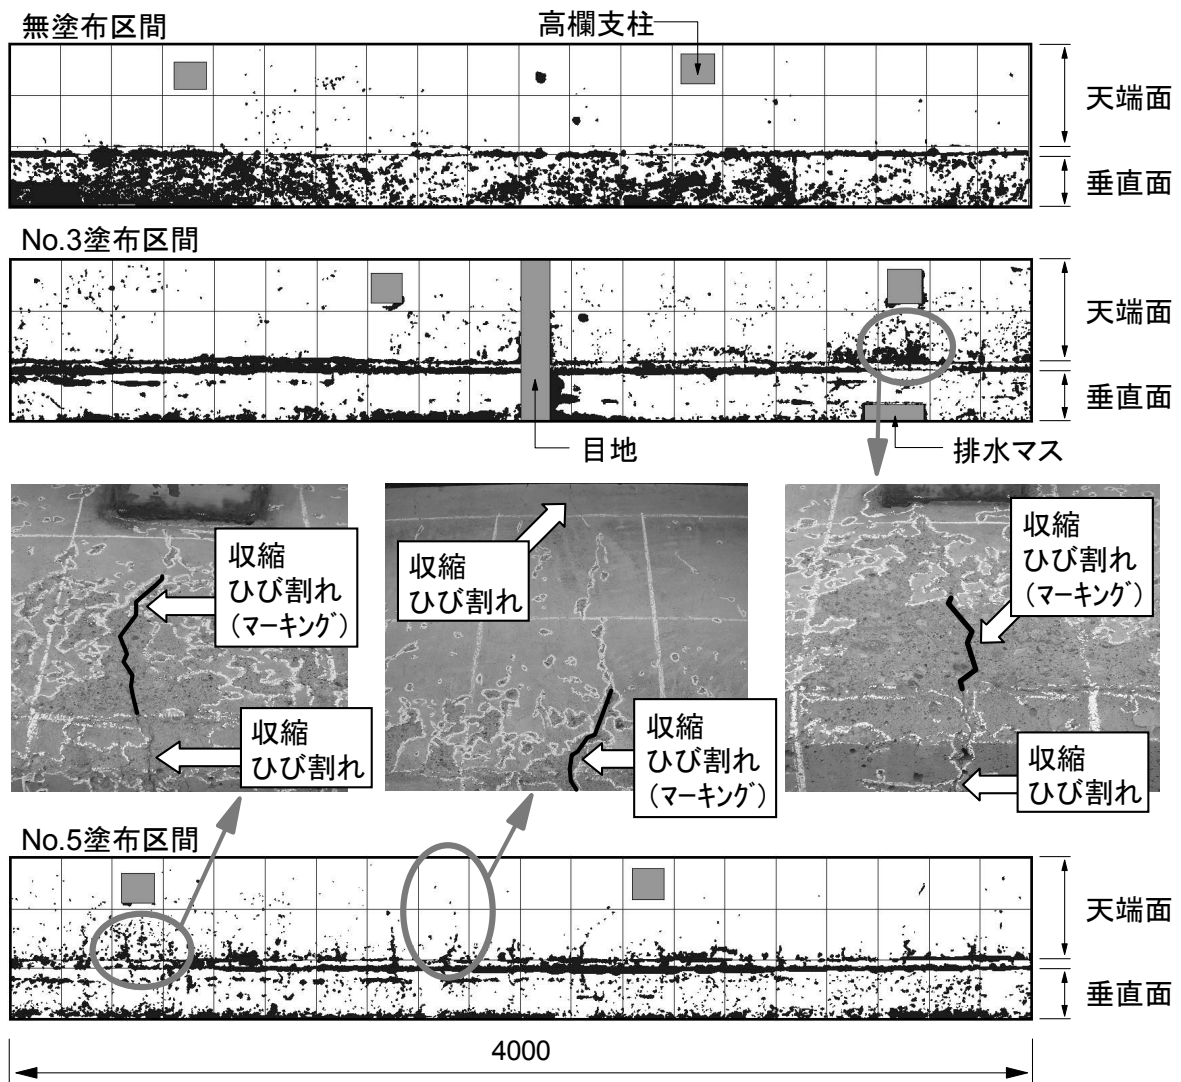 無塗布区間
高欄支柱
天端面
垂直面
No.3塗布区間
天端面
垂直面
目地
排水マス
収縮
ひび割れ
（マーキング）
収縮
ひび割れ
収縮
ひび割れ
収縮
ひび割れ
（マーキング）
収縮
ひび割れ
（マーキング）
収縮
ひび割れ
No.5塗布区間
天端面
垂直面
4000